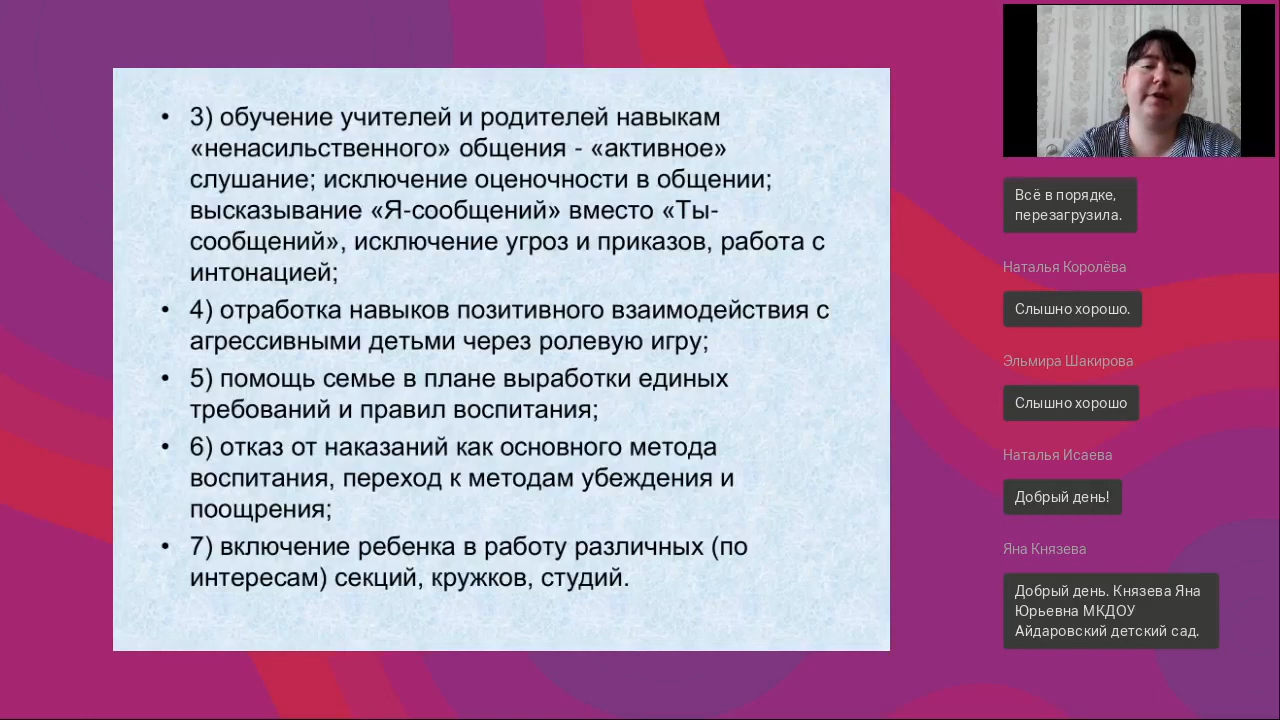 • 3) обучение учителей и родителей навыкам
«ненасильственного» общения - «активное»
слушание; исключение оценочности в общении;
высказывание «Я-сообщений» вместо «Ты-
сообщений», исключение угроз и приказов, работа с
интонацией;
• 4) отработка навыков позитивного взаимодействия с
агрессивными детьми через ролевую игру;
• 5) помощь семье в плане выработки единых
требований и правил воспитания;
• 6) отказ от наказаний как основного метода
воспитания, переход к методам убеждения и
поощрения;
• 7) включение ребенка в работу различных (по
интересам) секций, кружков, студий.
Всё в порядке,
перезагрузила.
Наталья Королёва
Слышно хорошо.
Эльмира Шакирова
Слышно хорошо
Наталья Исаева
Добрый день!
Яна Князева
Добрый день. Князева Яна
Юрьевна МКДОУ
Айдаровский детский сад.